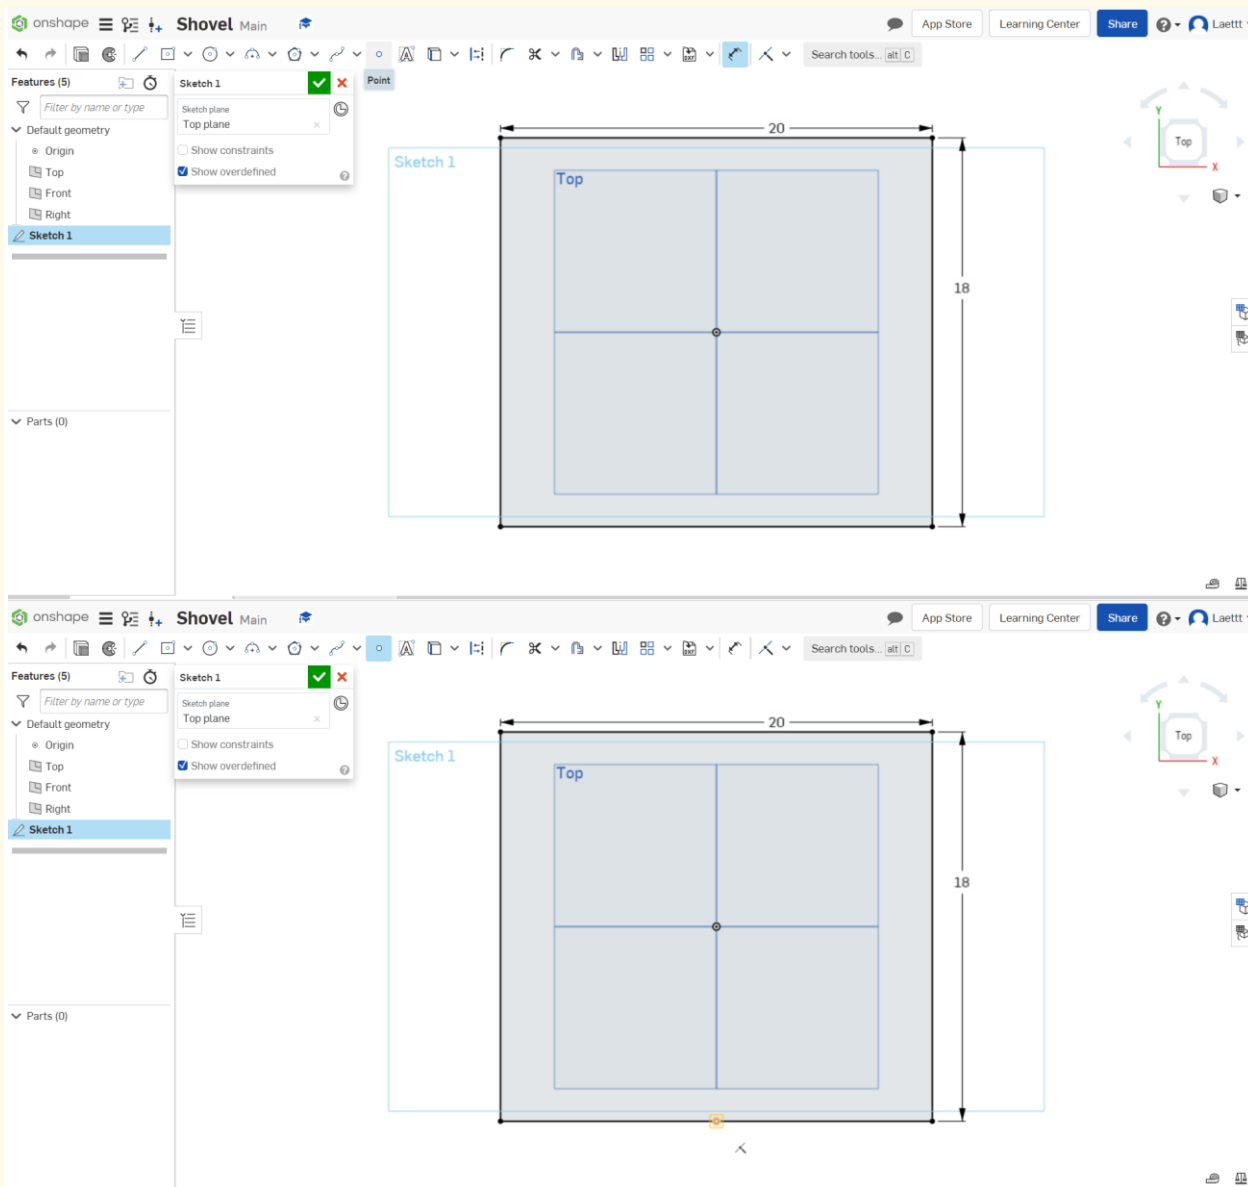 onshape Shovel Main App Store Learning Center Share Laettt
Search tools... alt C
Features (5) Sketch 1 Point
Filter by name or type Sketch plane
Top plane
Default geometry
Origin Show constraints
Top Show overdefined
Front
Right
Sketch 1
Parts (0)
20
Sketch 1
Top
18
Y
Top
X
onshape Shovel Main App Store Learning Center Share Laettt
Search tools... alt C
Features (5) Sketch 1
Filter by name or type Sketch plane
Top plane
Default geometry
Origin Show constraints
Top Show overdefined
Front
Right
Sketch 1
Parts (0)
20
Sketch 1
Top
18
Y
Top
X